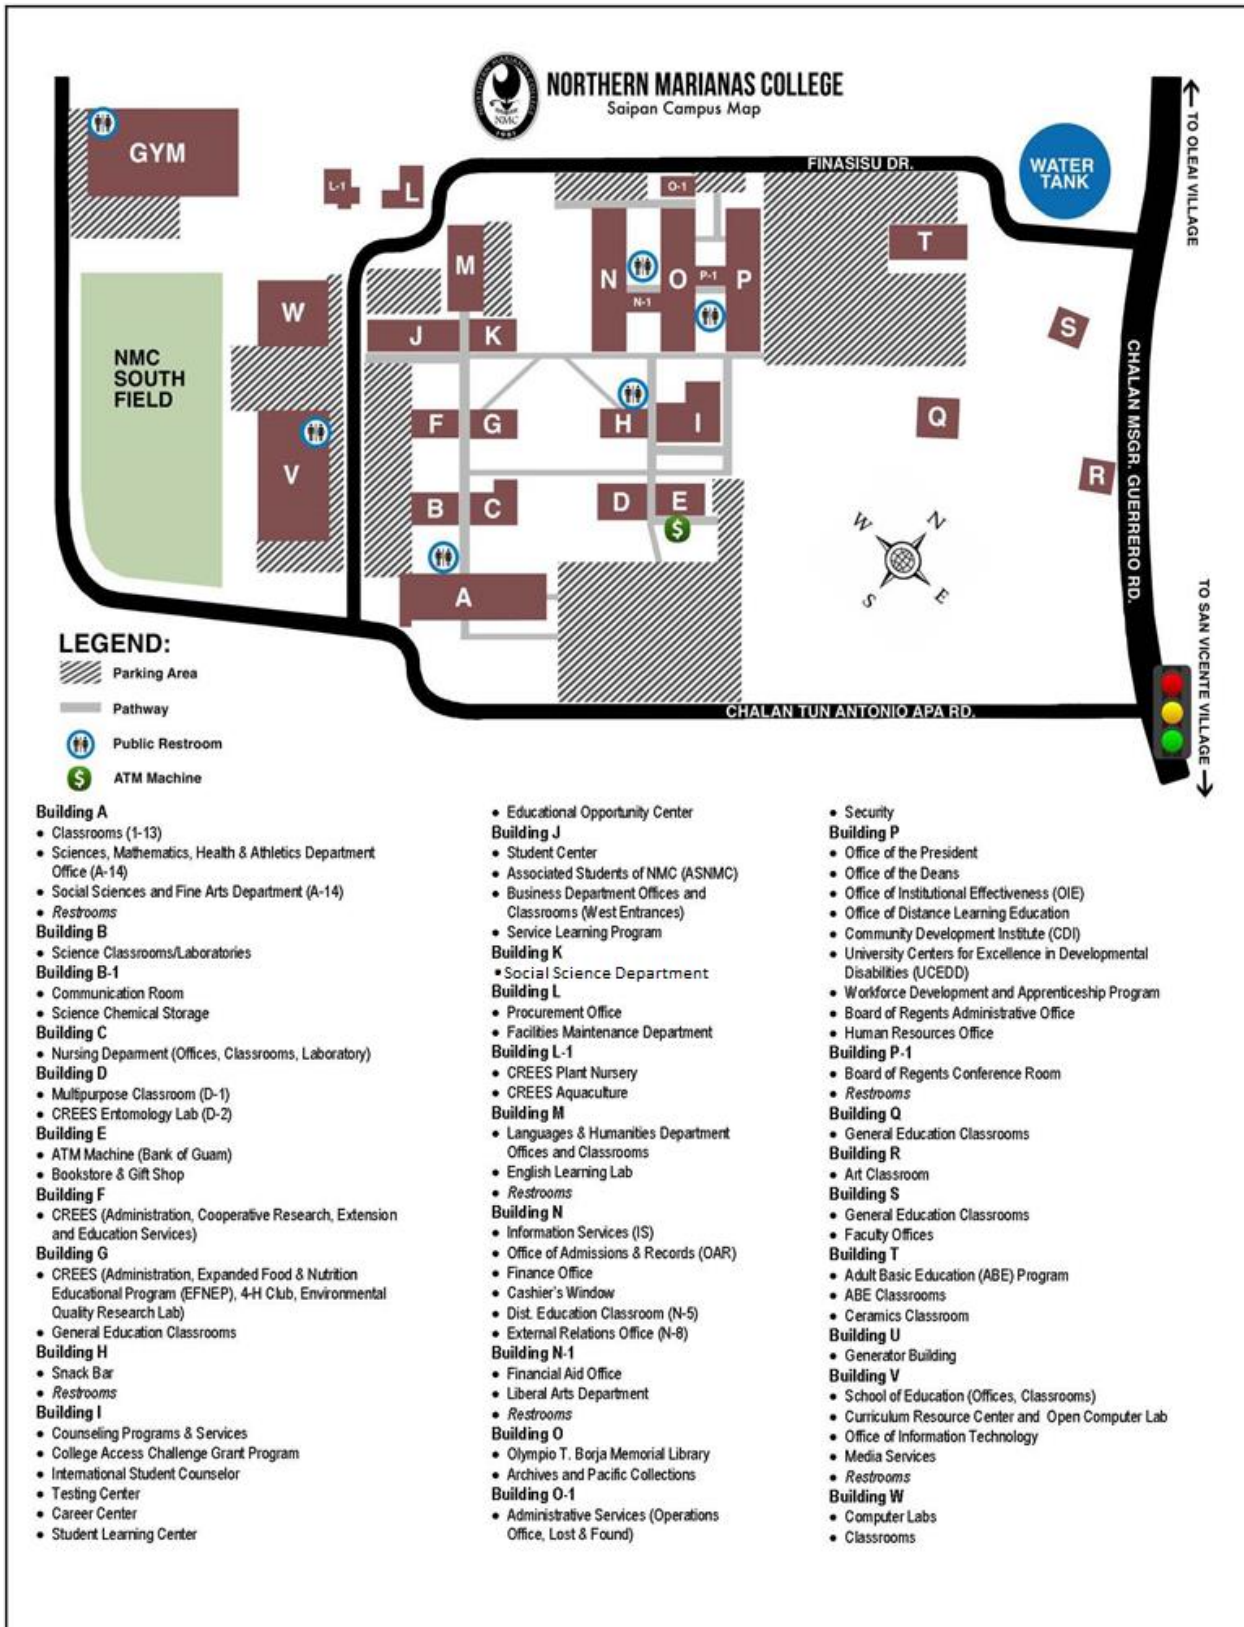 NORTHERN MARIANAS COLLEGE
Saipan Campus Map
NORTHERN MARIANAS COLLEGE
NMC
1981
GYM
L-1
L
FINASISU DR.
WATER
TANK
TO OLEAI VILLAGE
O-1
M
N
O
P
P-1
N-1
T
W
J
K
S
NMC
SOUTH
FIELD
CHALAN MSGR. GUERRERO RD.
F
G
H
I
Q
V
R
B
C
D
E
$
W
N
S
E
A
TO SAN VICENTE VILLAGE
LEGEND:
Parking Area
Pathway
Public Restroom
$
ATM Machine
CHALAN TUN ANTONIO APA RD.
Building A
• Classrooms (1-13)
• Sciences, Mathematics, Health & Athletics Department
Office (A-14)
• Social Sciences and Fine Arts Department (A-14)
• Restrooms
Building B
• Science Classrooms/Laboratories
Building B-1
• Communication Room
• Science Chemical Storage
Building C
• Nursing Deparment (Offices, Classrooms, Laboratory)
Building D
• Multipurpose Classroom (D-1)
• CREES Entomology Lab (D-2)
Building E
• ATM Machine (Bank of Guam)
• Bookstore & Gift Shop
Building F
• CREES (Administration, Cooperative Research, Extension
and Education Services)
Building G
• CREES (Administration, Expanded Food & Nutrition
Educational Program (EFNEP), 4-H Club, Environmental
Quality Research Lab)
• General Education Classrooms
Building H
• Snack Bar
• Restrooms
Building I
• Counseling Programs & Services
• College Access Challenge Grant Program
• International Student Counselor
• Testing Center
• Career Center
• Student Learning Center
• Educational Opportunity Center
Building J
• Student Center
• Associated Students of NMC (ASNMC)
• Business Department Offices and
Classrooms (West Entrances)
• Service Learning Program
Building K
• Social Science Department
Building L
• Procurement Office
• Facilities Maintenance Department
Building L-1
• CREES Plant Nursery
• CREES Aquaculture
Building M
• Languages & Humanities Department
Offices and Classrooms
• English Learning Lab
• Restrooms
Building N
• Information Services (IS)
• Office of Admissions & Records (OAR)
• Finance Office
• Cashier's Window
• Dist. Education Classroom (N-5)
• External Relations Office (N-8)
Building N-1
• Financial Aid Office
• Liberal Arts Department
• Restrooms
Building O
• Olympio T. Borja Memorial Library
• Archives and Pacific Collections
Building O-1
• Administrative Services (Operations
Office, Lost & Found)
• Security
Building P
• Office of the President
• Office of the Deans
• Office of Institutional Effectiveness (OIE)
• Office of Distance Learning Education
• Community Development Institute (CDI)
• University Centers for Excellence in Developmental
Disabilities (UCEDD)
• Workforce Development and Apprenticeship Program
• Board of Regents Administrative Office
• Human Resources Office
Building P-1
• Board of Regents Conference Room
• Restrooms
Building Q
• General Education Classrooms
Building R
• Art Classroom
Building S
• General Education Classrooms
• Faculty Offices
Building T
• Adult Basic Education (ABE) Program
• ABE Classrooms
• Ceramics Classroom
Building U
• Generator Building
Building V
• School of Education (Offices, Classrooms)
• Curriculum Resource Center and Open Computer Lab
• Office of Information Technology
• Media Services
• Restrooms
Building W
• Computer Labs
• Classrooms